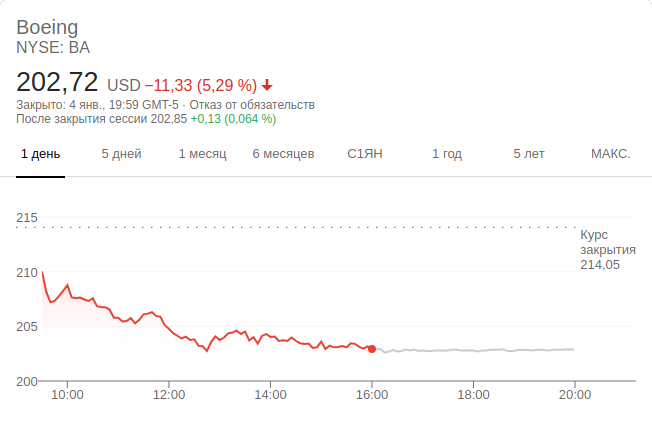 Boeing
NYSE: BA
202,72 USD −11,33 (5,29 %)
Закрыто: 4 янв., 19:59 GMT-5 · Отказ от обязательств
После закрытия сессии 202,85 +0,13 (0,064 %)
1 день 5 дней 1 месяц 6 месяцев С1ЯН 1 год 5 лет МАКС.
215
Курс
закрытия
214,05
210
205
200
10:00 12:00 14:00 16:00 18:00 20:00